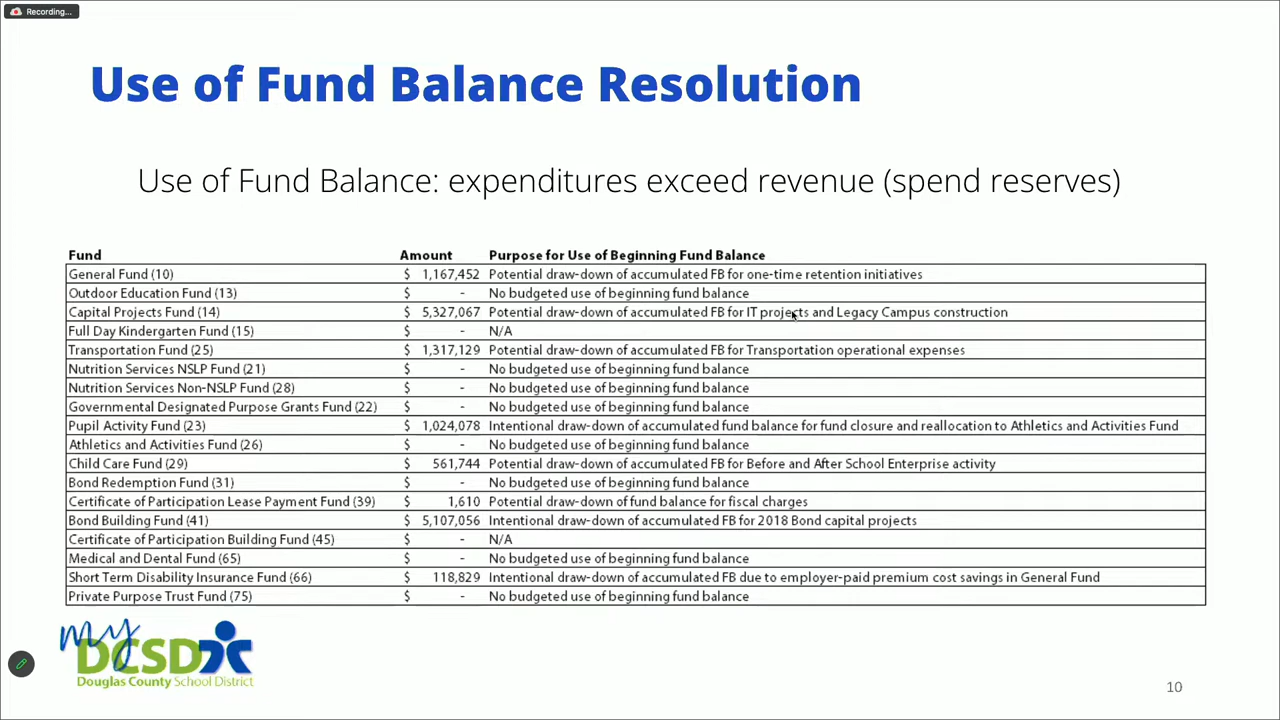 Recording...
Use of Fund Balance Resolution
Use of Fund Balance: expenditures exceed revenue (spend reserves)
Fund Amount Purpose for Use of Beginning Fund Balance
General Fund (10) $ 1,167,452 Potential draw-down of accumulated FB for one-time retention initiatives
Outdoor Education Fund (13) $ - No budgeted use of beginning fund balance
Capital Projects Fund (14) $ 5,327,067 Potential draw-down of accumulated FB for IT projects and Legacy Campus construction
Full Day Kindergarten Fund (15) $ - N/A
Transportation Fund (25) $ 1,317,129 Potential draw-down of accumulated FB for Transportation operational expenses
Nutrition Services NSLP Fund (21) $ - No budgeted use of beginning fund balance
Nutrition Services Non-NSLP Fund (28) $ - No budgeted use of beginning fund balance
Governmental Designated Purpose Grants Fund (22) $ - No budgeted use of beginning fund balance
Pupil Activity Fund (23) $ 1,024,078 Intentional draw-down of accumulated fund balance for fund closure and reallocation to Athletics and Activities Fund
Athletics and Activities Fund (26) $ - No budgeted use of beginning fund balance
Child Care Fund (29) $ 561,744 Potential draw-down of accumulated FB for Before and After School Enterprise activity
Bond Redemption Fund (31) $ - No budgeted use of beginning fund balance
Certificate of Participation Lease Payment Fund (39) $ 1,610 Potential draw-down of fund balance for fiscal charges
Bond Building Fund (41) $ 5,107,056 Intentional draw-down of accumulated FB for 2018 Bond capital projects
Certificate of Participation Building Fund (45) $ - N/A
Medical and Dental Fund (65) $ - No budgeted use of beginning fund balance
Short Term Disability Insurance Fund (66) $ 118,829 Intentional draw-down of accumulated FB due to employer-paid premium cost savings in General Fund
Private Purpose Trust Fund (75) $ - No budgeted use of beginning fund balance
my
DCSD
Douglas County School District
10